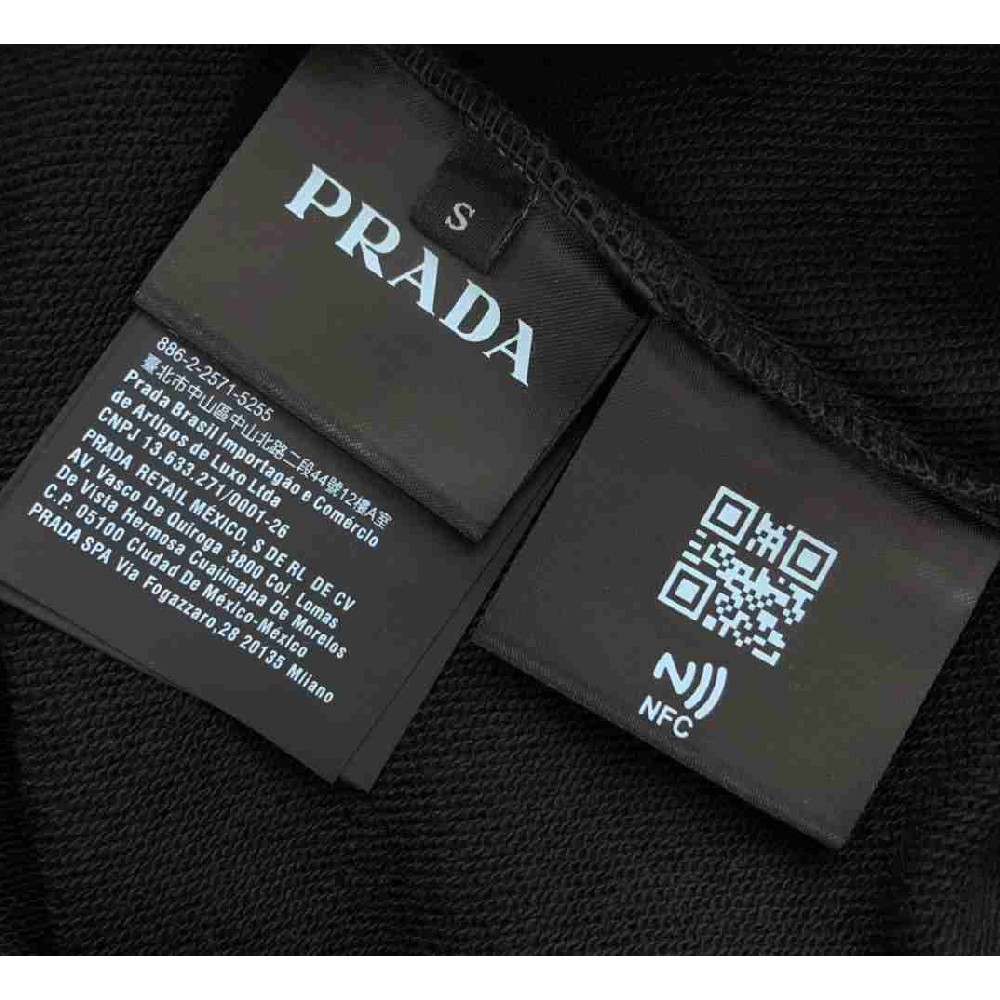 PRADA
S
886-2-2571-5255
臺北市中山區中山北路二段44號12樓A室
Prada Brasil Importagão e Comércio
de Artigos de Luxo Ltda
CNPJ 13.633.271/0001-26
PRADA RETAIL MÉXICO, S DE RL DE CV
AV. Vasco De Quiroga 3800 Col. Lomas
De Vista Hermosa Cuajimalpa De Morelos
C.P. 05100 Ciudad De México-México
PRADA SPA Via Fogazzaro,28 20135 Milano
NFC